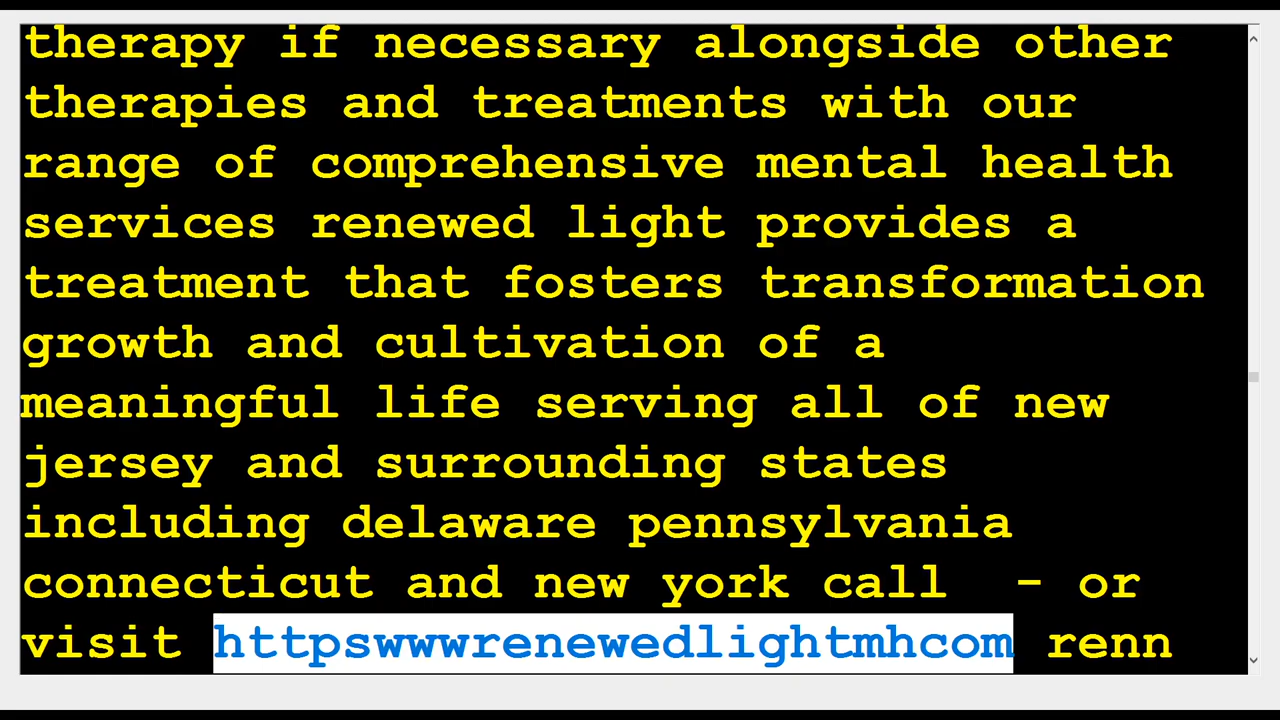 therapy if necessary alongside other
therapies and treatments with our
range of comprehensive mental health
services renewed light provides a
treatment that fosters transformation
growth and cultivation of a
meaningful life serving all of new
jersey and surrounding states
including delaware pennsylvania
connecticut and new york call  - or
visit httpswwwrenewedlightmhcom renn